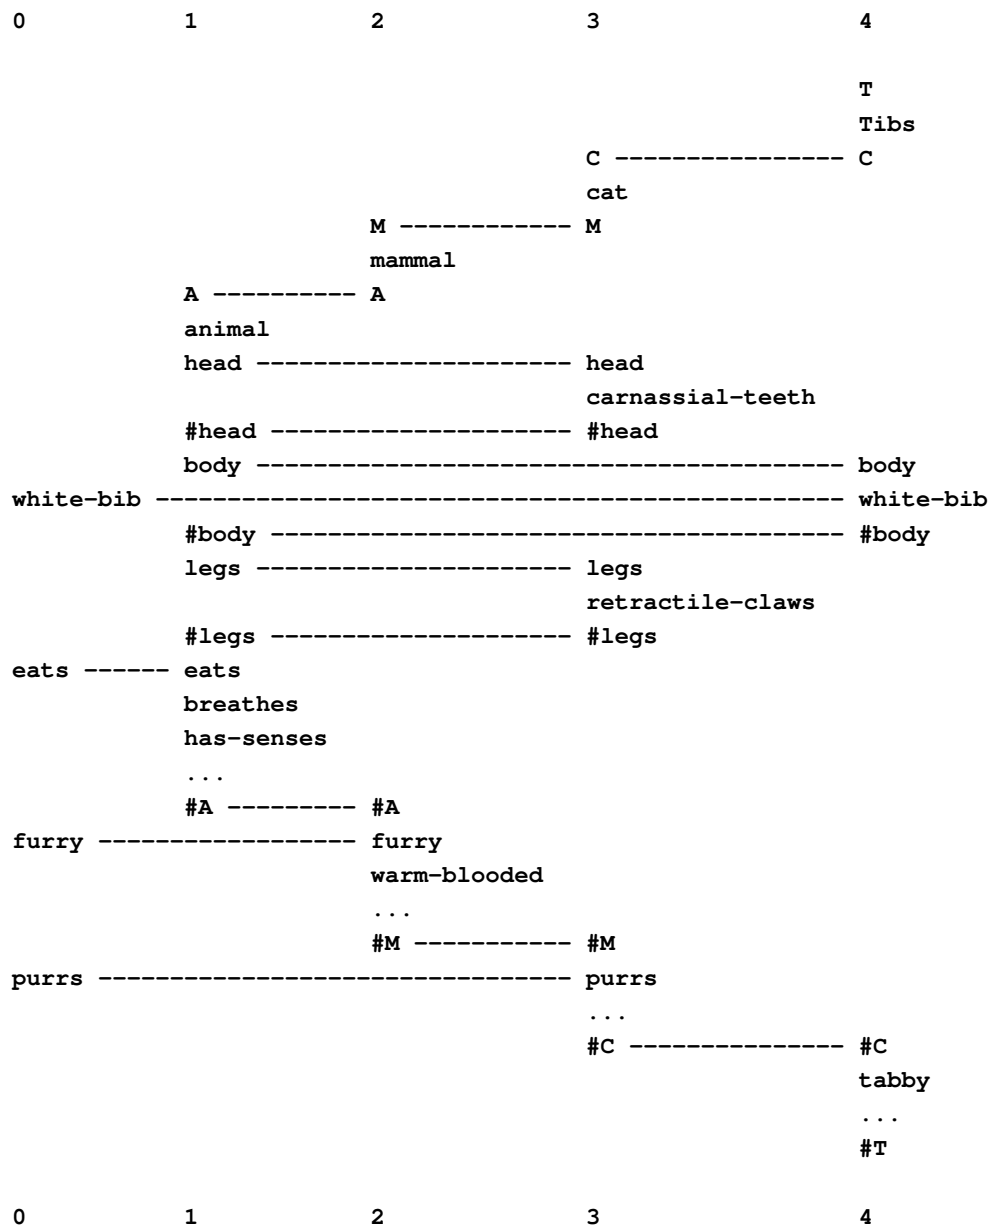 0 1 2 3 4
T
Tibs
C ---------------- C
cat
M ------------ M
mammal
A ---------- A
animal
head ---------------------- head
carnassial-teeth
#head --------------------- #head
body ----------------------------------------- body
white-bib ------------------------------------------------ white-bib
#body ---------------------------------------- #body
legs ---------------------- legs
retractile-claws
#legs --------------------- #legs
eats ------ eats
breathes
has-senses
...
#A --------- #A
furry ------------------ furry
warm-blooded
...
#M ----------- #M
purrs --------------------------------- purrs
...
#C --------------- #C
tabby
...
#T
0 1 2 3 4